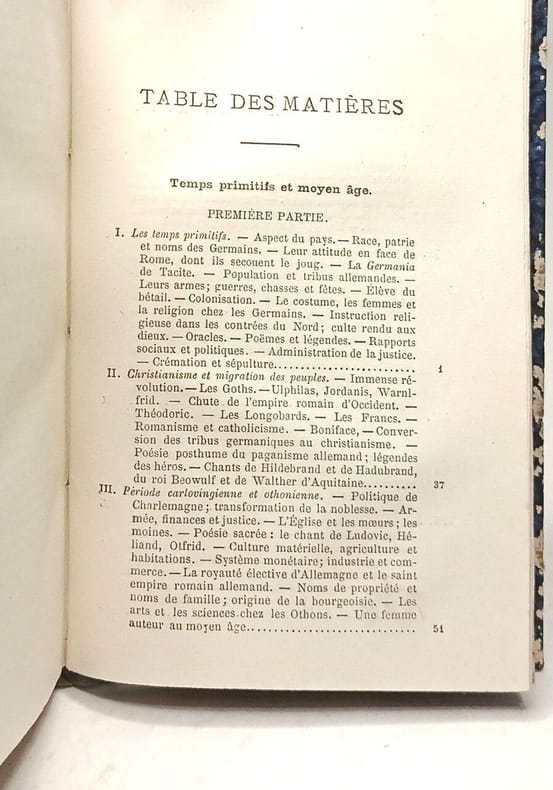 TABLE DES MATIÈRES
Temps primitifs et moyen âge.
PREMIÈRE PARTIE.
I. Les temps primitifs. — Aspect du pays. — Race, patrie
et noms des Germains. — Leur attitude en face de
Rome, dont ils secouent le joug. — La Germania
de Tacite. — Population et tribus allemandes. —
Leurs armes; guerres, chasses et fêtes. — Élève du
bétail. — Colonisation. — Le costume, les femmes et
la religion chez les Germains. — Instruction reli-
gieuse dans les contrées du Nord; culte rendu aux
dieux. — Oracles. — Poëmes et légendes. — Rapports
sociaux et politiques. — Administration de la justice.
— Crémation et sépulture.......................... 1
II. Christianisme et migration des peuples. — Immense ré-
volution. — Les Goths. — Ulphilas, Jordanis, Warnl-
frid. — Chute de l'empire romain d'Occident. —
Théodoric. — Les Longobards. — Les Francs. —
Romanisme et catholicisme. — Boniface, — Conver-
sion des tribus germaniques au christianisme. —
Poésie posthume du paganisme allemand; légendes
des héros. — Chants de Hildebrand et de Hadubrand,
du roi Beowulf et de Walther d'Aquitaine.......... 37
III. Période carlovingienne et othonienne. — Politique de
Charlemagne; transformation de la noblesse. — Ar-
mée, finances et justice. — L'Église et les mœurs; les
moines. — Poésie sacrée: le chant de Ludovic, Hé-
liand, Otfrid. — Culture matérielle, agriculture et
habitations. — Système monétaire; industrie et com-
merce. — La royauté élective d'Allemagne et le saint
empire romain allemand. — Noms de propriété et
noms de famille; origine de la bourgeoisie. — Les
arts et les sciences chez les Othons. — Une femme
auteur au moyen âge.............................. 51